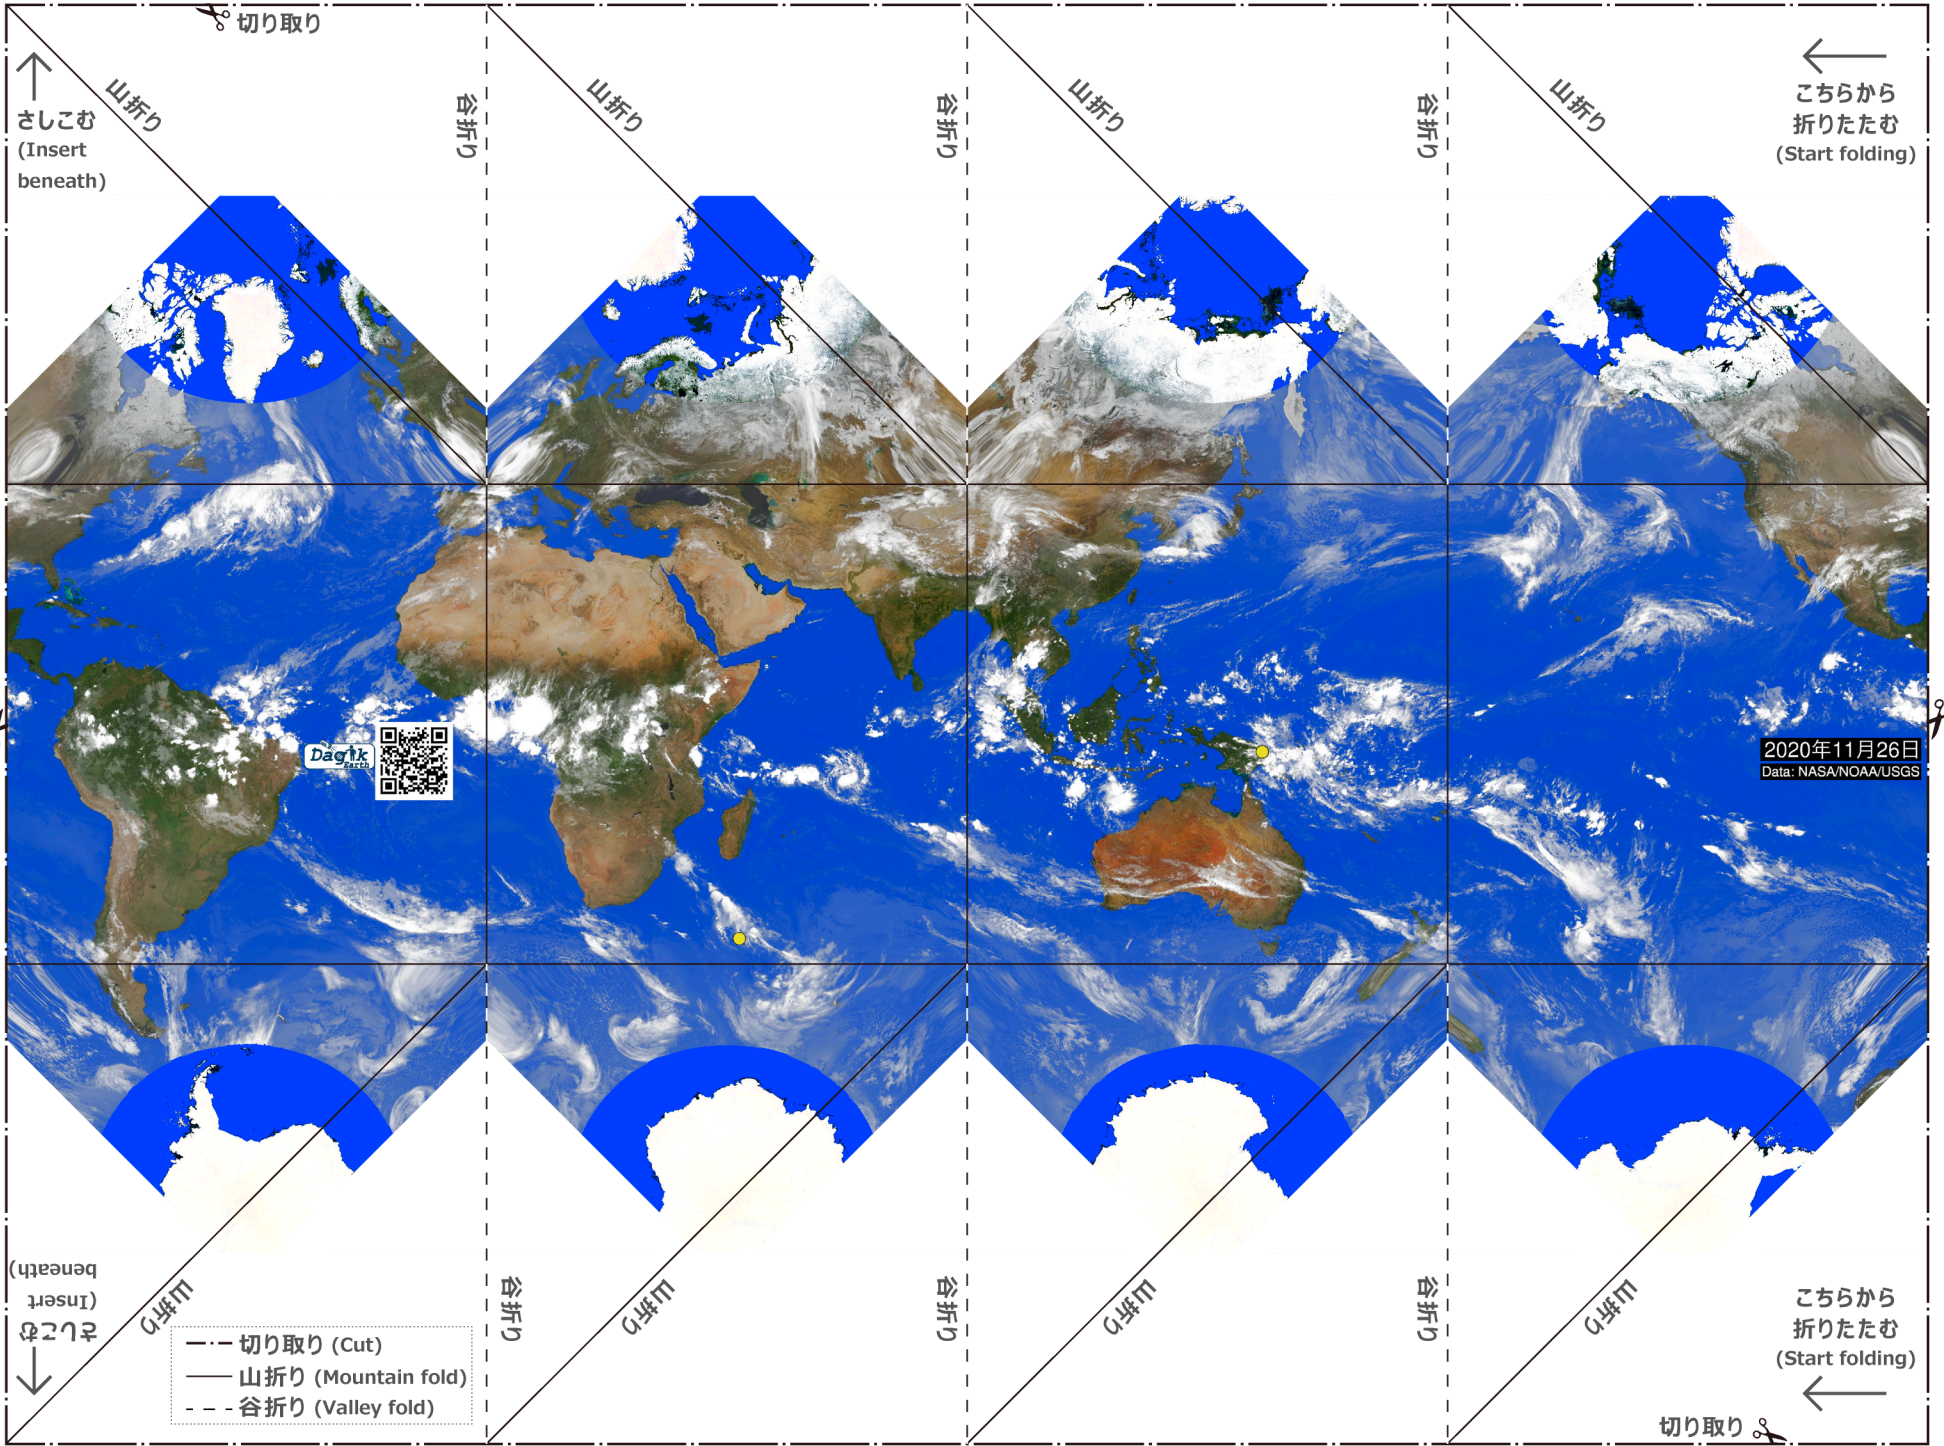 切り取り
山折り
谷折り
山折り
谷折り
山折り
谷折り
山折り
さしこむ
(Insert
beneath)
こちらから
折りたたむ
(Start folding)
Dagik
Earth
2020年11月26日
Data: NASA/NOAA/USGS
さしこむ
(Insert
beneath)
山折り
谷折り
山折り
谷折り
山折り
谷折り
山折り
切り取り (Cut)
山折り (Mountain fold)
谷折り (Valley fold)
こちらから
折りたたむ
(Start folding)
切り取り